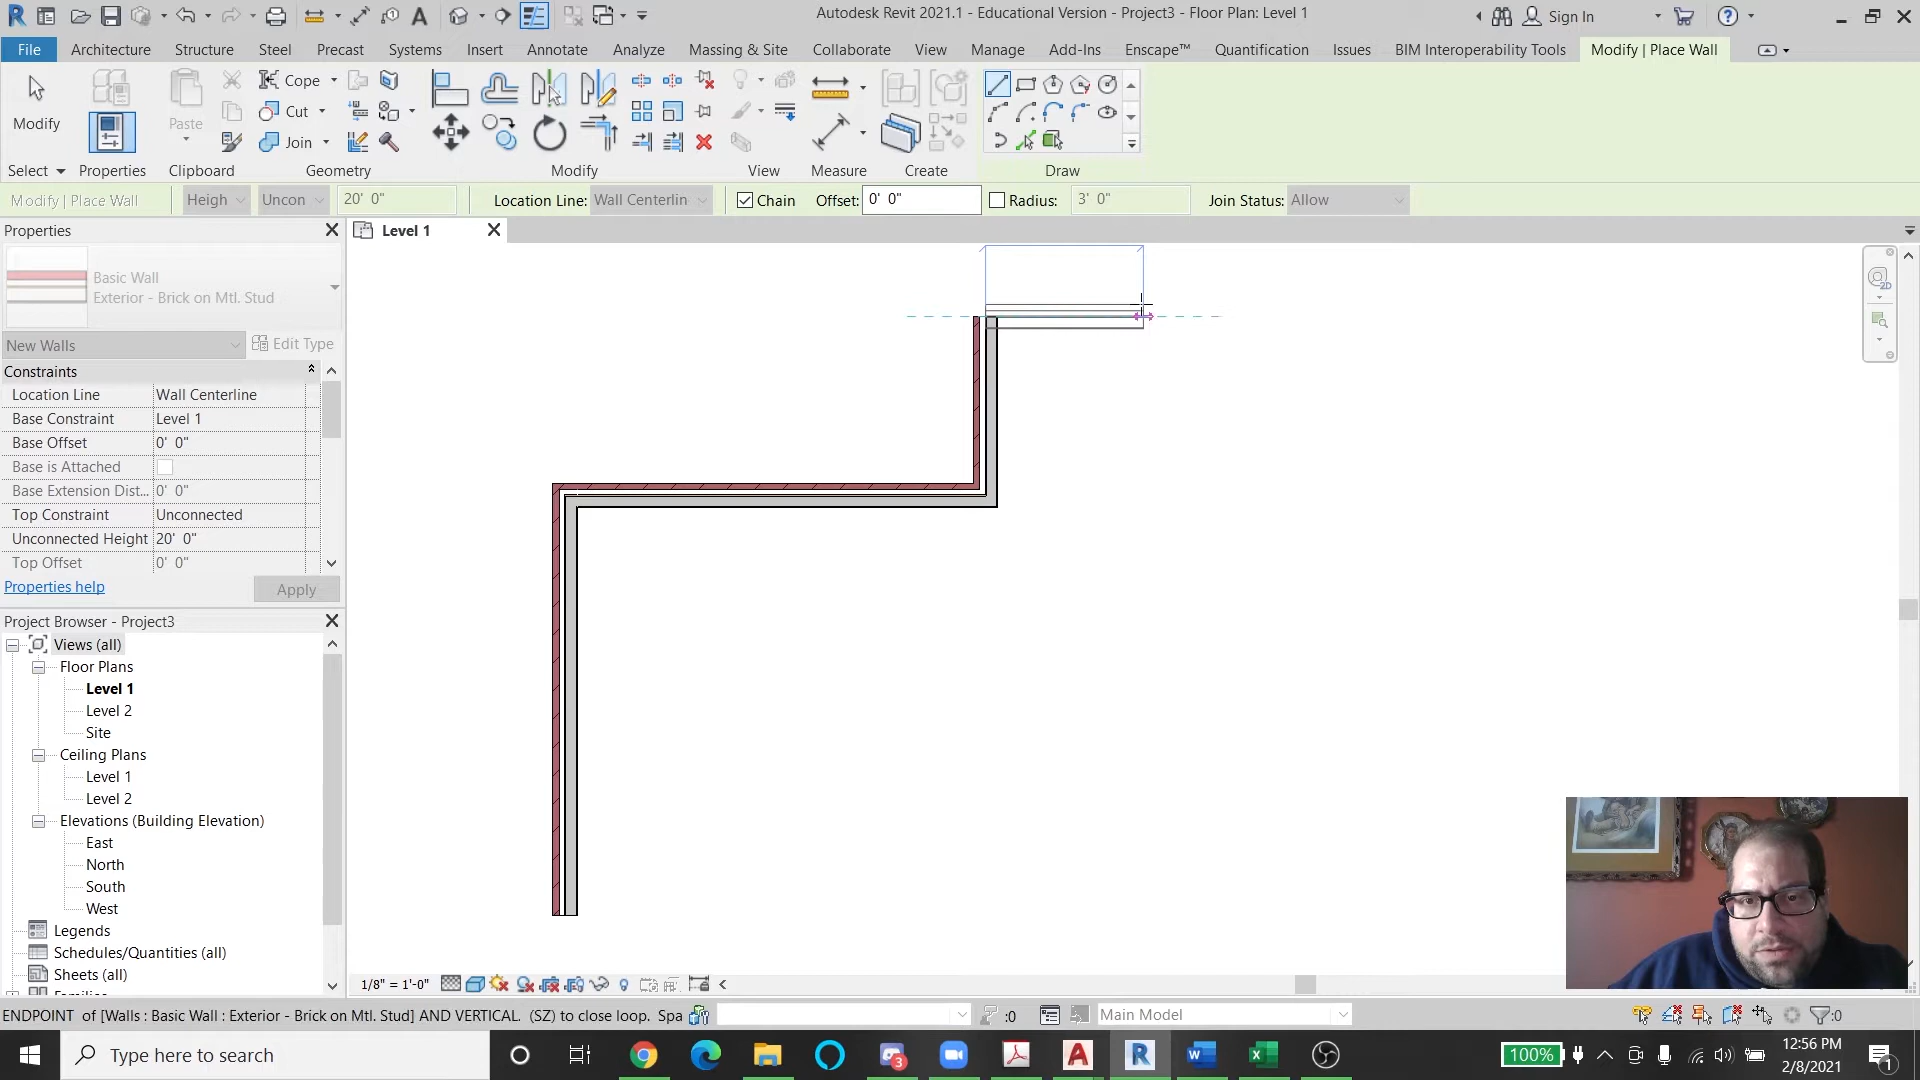 Autodesk Revit 2021.1 - Educational Version - Project3 - Floor Plan: Level 1
Sign In
File Architecture Structure Steel Precast Systems Insert Annotate Analyze Massing & Site Collaborate View Manage Add-Ins Enscape™ Quantification Issues BIM Interoperability Tools Modify | Place Wall
Modify
Paste
Cope
Cut
Join
Select Properties Clipboard Geometry Modify View Measure Create Draw
Modify | Place Wall Heigh Uncon 20' 0" Location Line: Wall Centerlin Chain Offset: 0' 0" Radius: 3' 0" Join Status: Allow
Properties
Level 1
Basic Wall
Exterior - Brick on Mtl. Stud
New Walls Edit Type
Constraints
Location Line Wall Centerline
Base Constraint Level 1
Base Offset 0' 0"
Base is Attached
Base Extension Dist... 0' 0"
Top Constraint Unconnected
Unconnected Height 20' 0"
Top Offset 0' 0"
Properties help Apply
Project Browser - Project3
Views (all)
Floor Plans
Level 1
Level 2
Site
Ceiling Plans
Level 1
Level 2
Elevations (Building Elevation)
East
North
South
West
Legends
Schedules/Quantities (all)
Sheets (all)
2D
1/8" = 1'-0"
ENDPOINT of [Walls : Basic Wall : Exterior - Brick on Mtl. Stud] AND VERTICAL. (SZ) to close loop. Spa
:0
Main Model
:0
Type here to search
3
100%
12:56 PM
2/8/2021
1